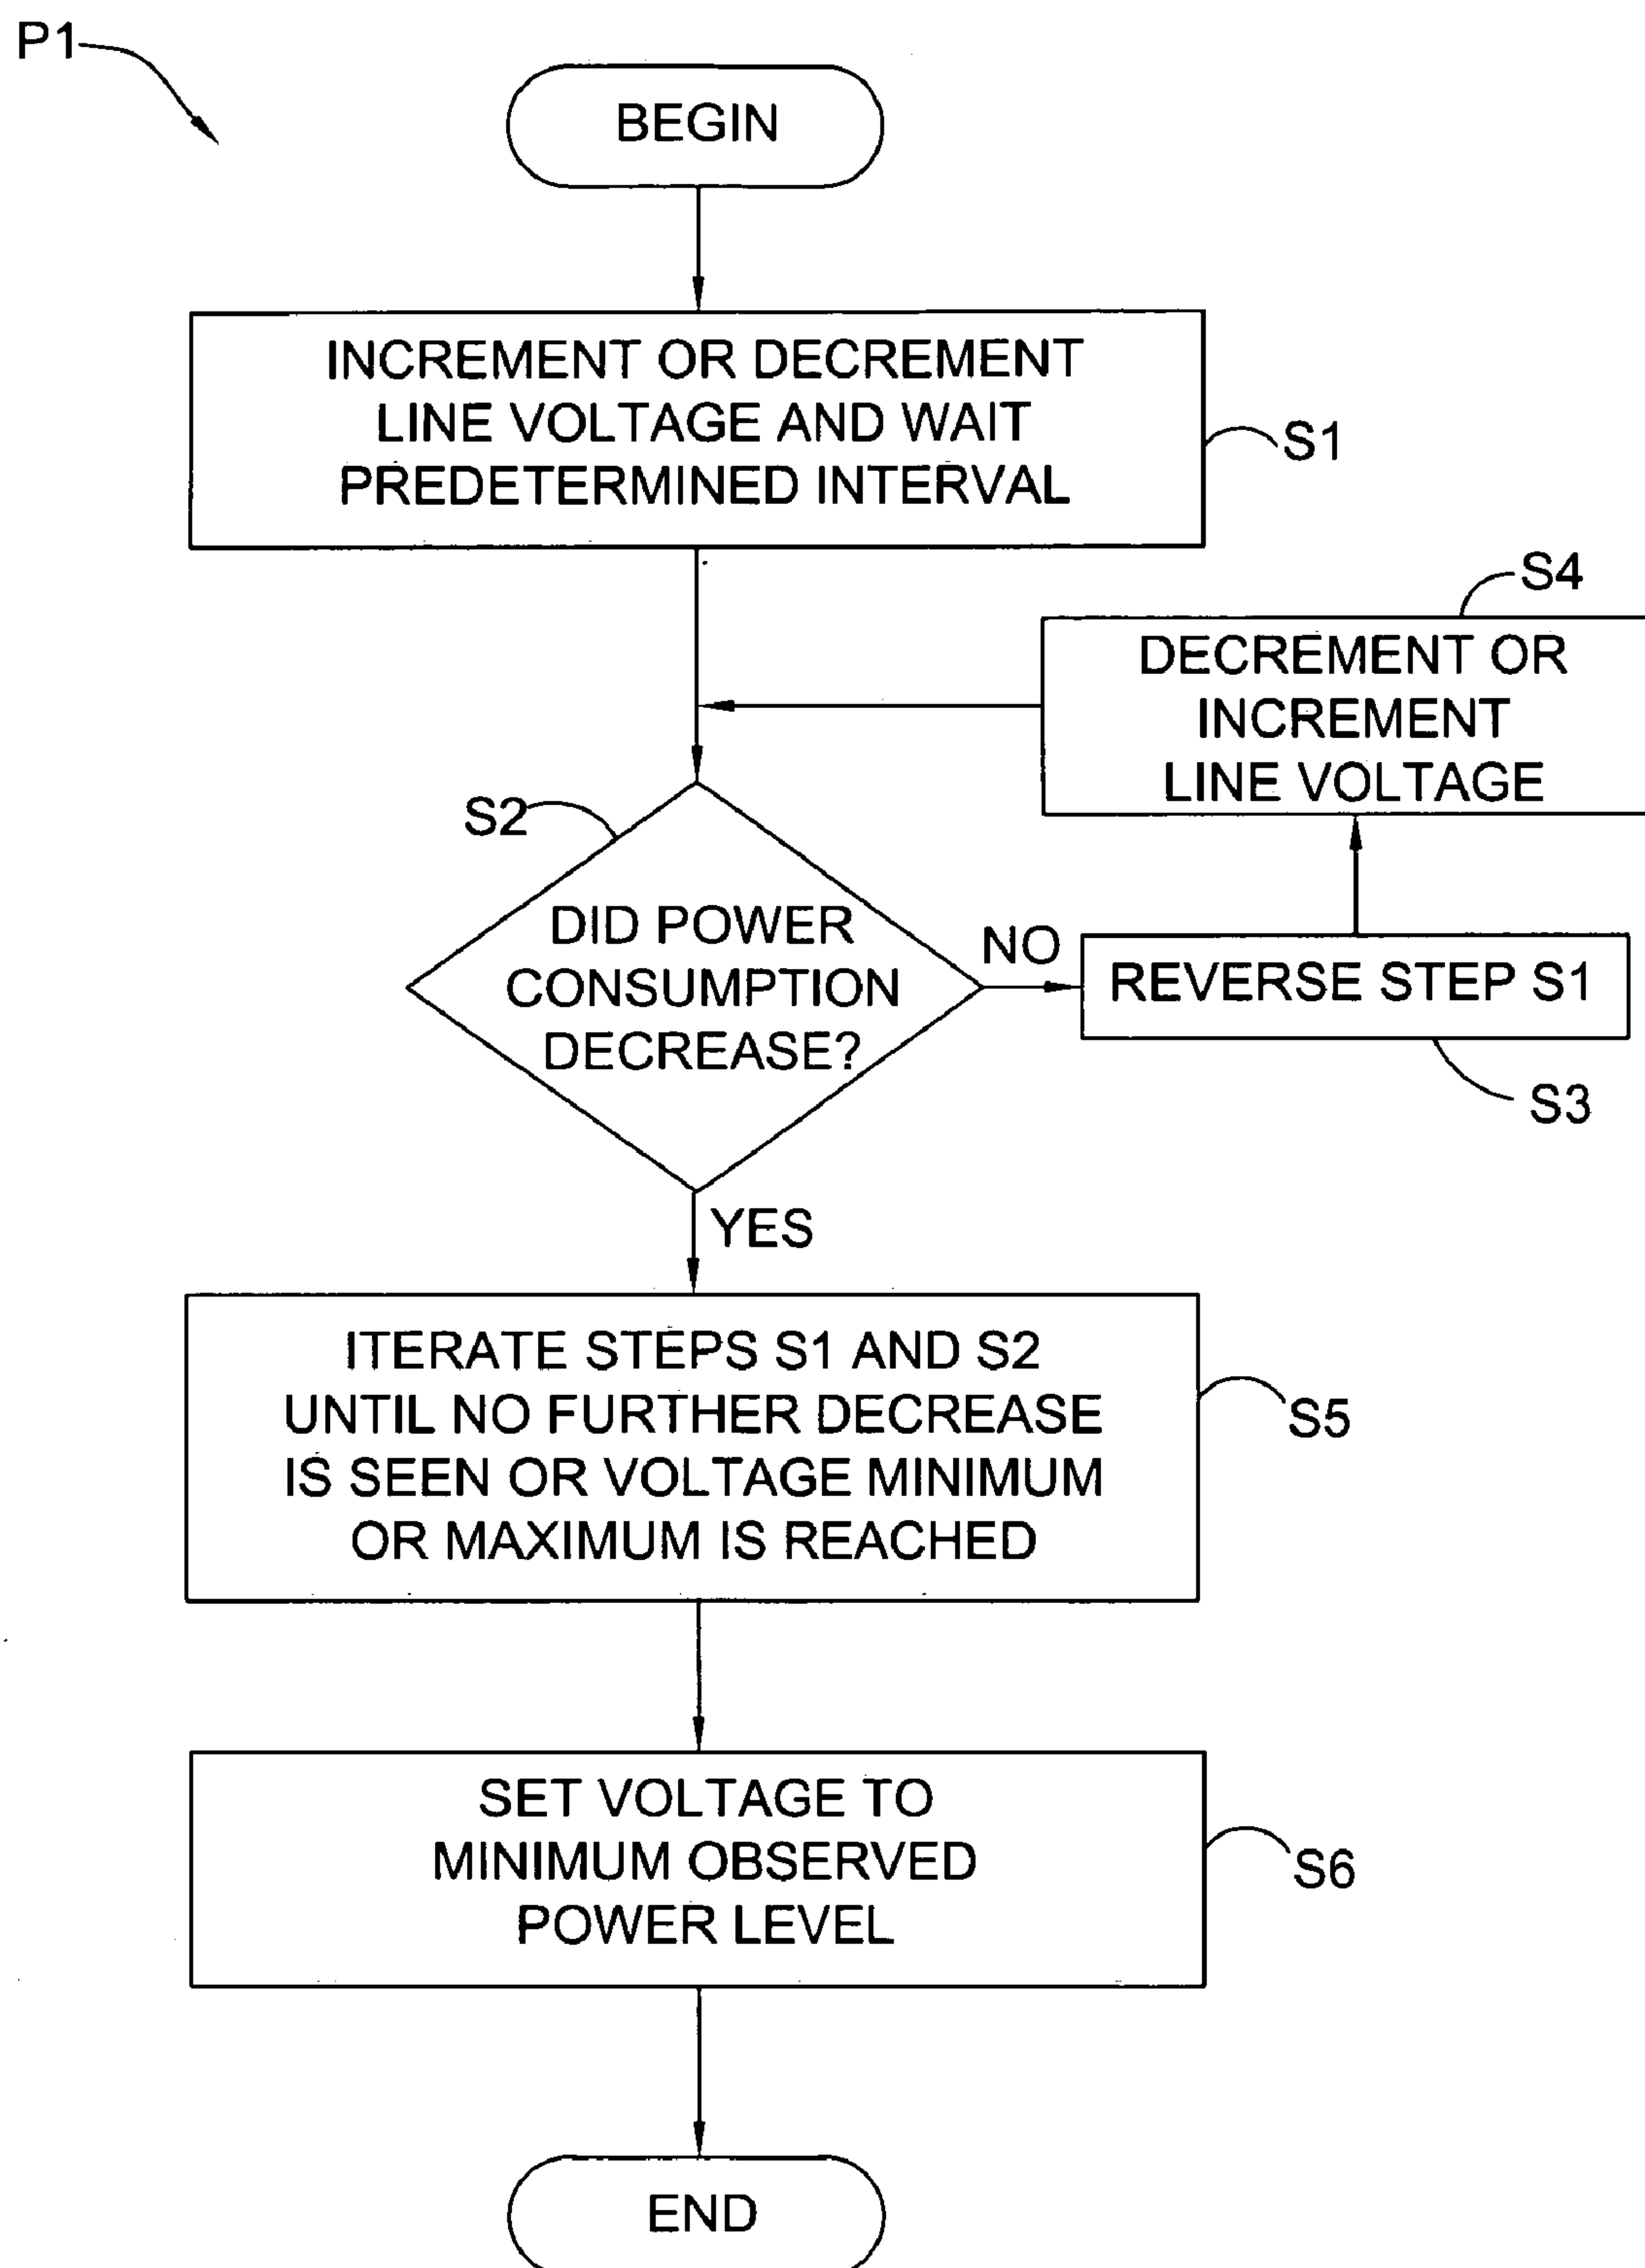 P1
BEGIN
INCREMENT OR DECREMENT
LINE VOLTAGE AND WAIT
PREDETERMINED INTERVAL
S1
S4
DECREMENT OR
INCREMENT
LINE VOLTAGE
S2
DID POWER
CONSUMPTION
DECREASE?
NO
REVERSE STEP S1
S3
YES
ITERATE STEPS S1 AND S2
UNTIL NO FURTHER DECREASE
IS SEEN OR VOLTAGE MINIMUM
OR MAXIMUM IS REACHED
S5
SET VOLTAGE TO
MINIMUM OBSERVED
POWER LEVEL
S6
END